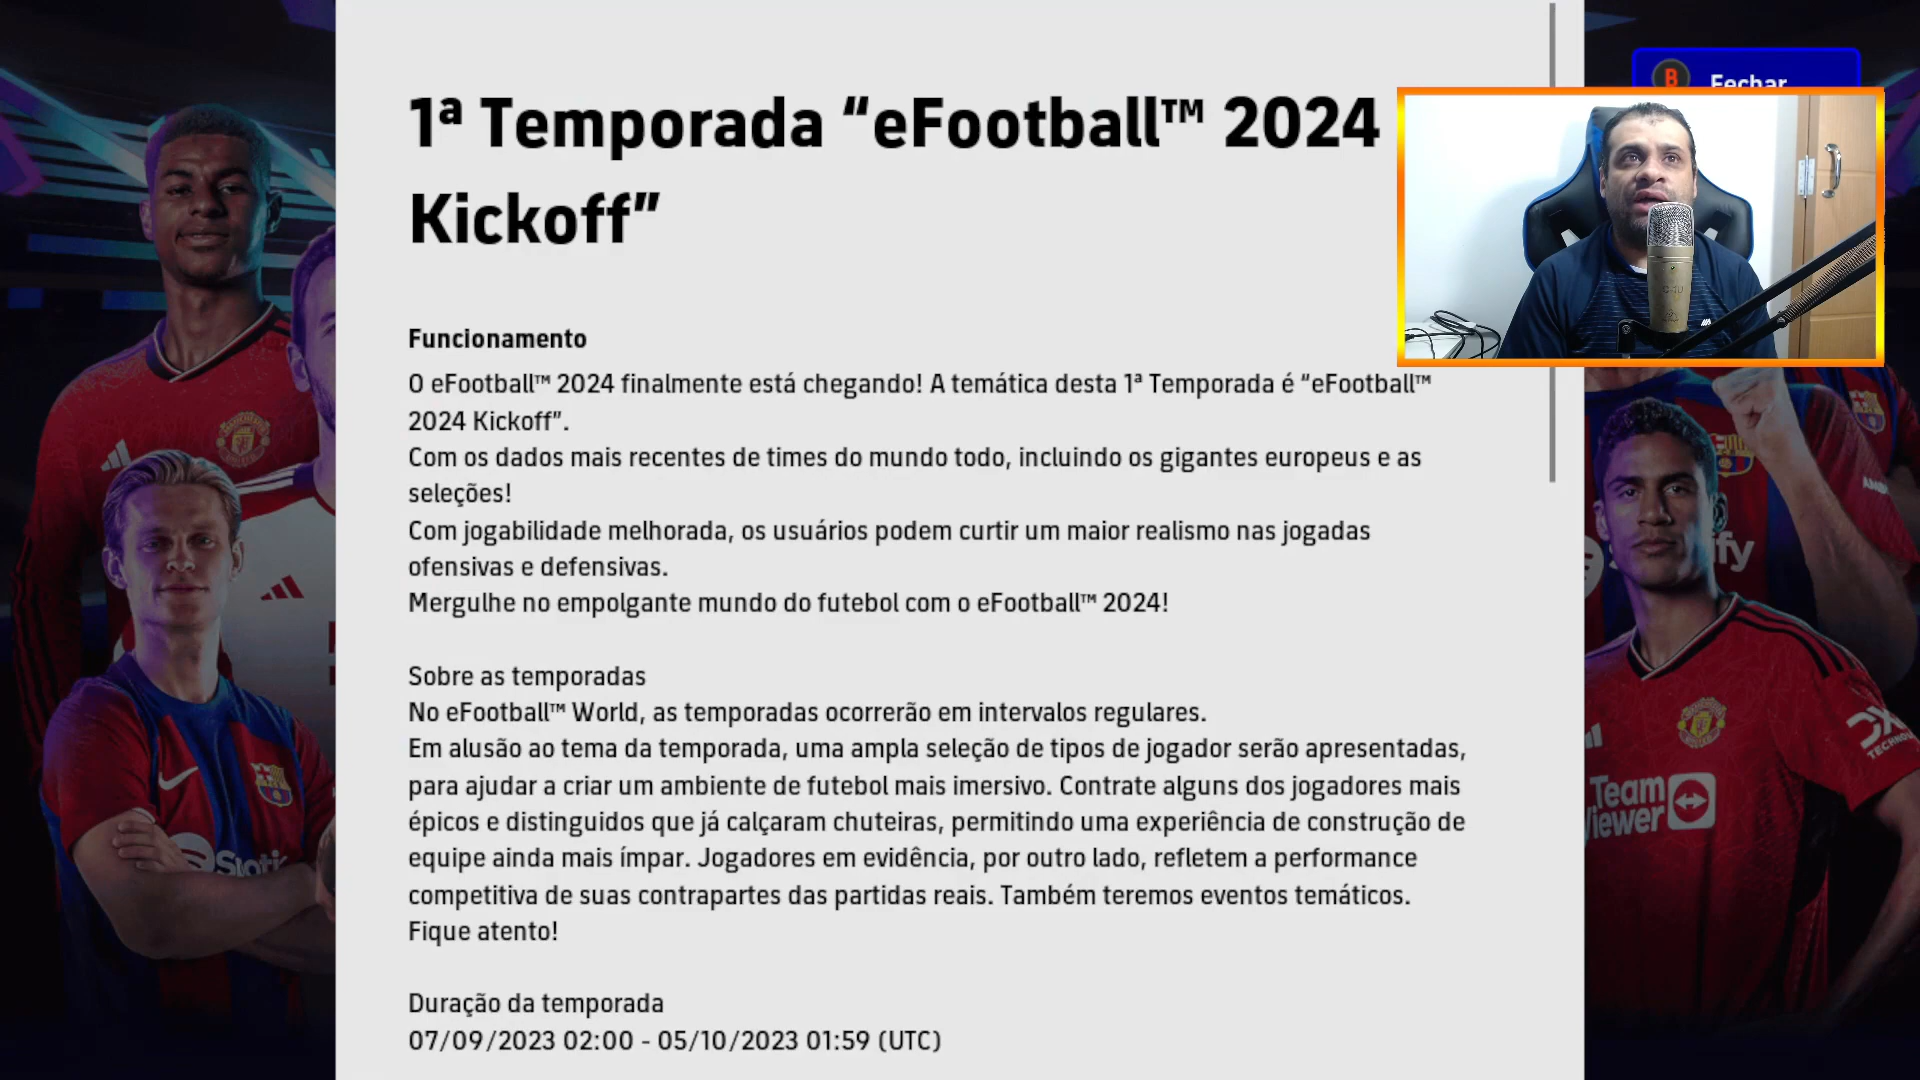 1ª Temporada “eFootball™ 2024
Kickoff”
B Fechar
Funcionamento
O eFootball™ 2024 finalmente está chegando! A temática desta 1ª Temporada é “eFootball™
2024 Kickoff”.
Com os dados mais recentes de times do mundo todo, incluindo os gigantes europeus e as
seleções!
Com jogabilidade melhorada, os usuários podem curtir um maior realismo nas jogadas
ofensivas e defensivas.
Mergulhe no empolgante mundo do futebol com o eFootball™ 2024!
Sobre as temporadas
No eFootball™ World, as temporadas ocorrerão em intervalos regulares.
Em alusão ao tema da temporada, uma ampla seleção de tipos de jogador serão apresentadas,
para ajudar a criar um ambiente de futebol mais imersivo. Contrate alguns dos jogadores mais
épicos e distinguidos que já calçaram chuteiras, permitindo uma experiência de construção de
equipe ainda mais ímpar. Jogadores em evidência, por outro lado, refletem a performance
competitiva de suas contrapartes das partidas reais. Também teremos eventos temáticos.
Fique atento!
Duração da temporada
07/09/2023 02:00 - 05/10/2023 01:59 (UTC)
Team
Viewer